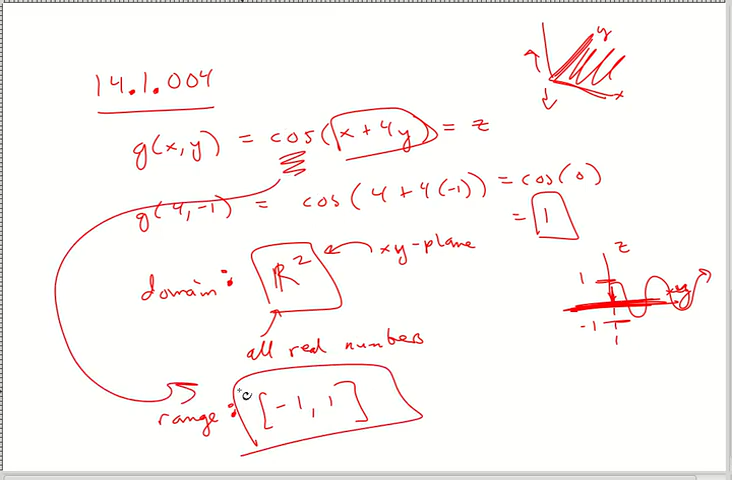 14.1.004
y
x
g(x,y) = cos(x+4y) = z
g(4,-1) = cos(4+4(-1)) = cos(0)
= 1
xy-plane
domain: ℝ²
z
1
xy
-1
all real numbers
range: [-1,1]